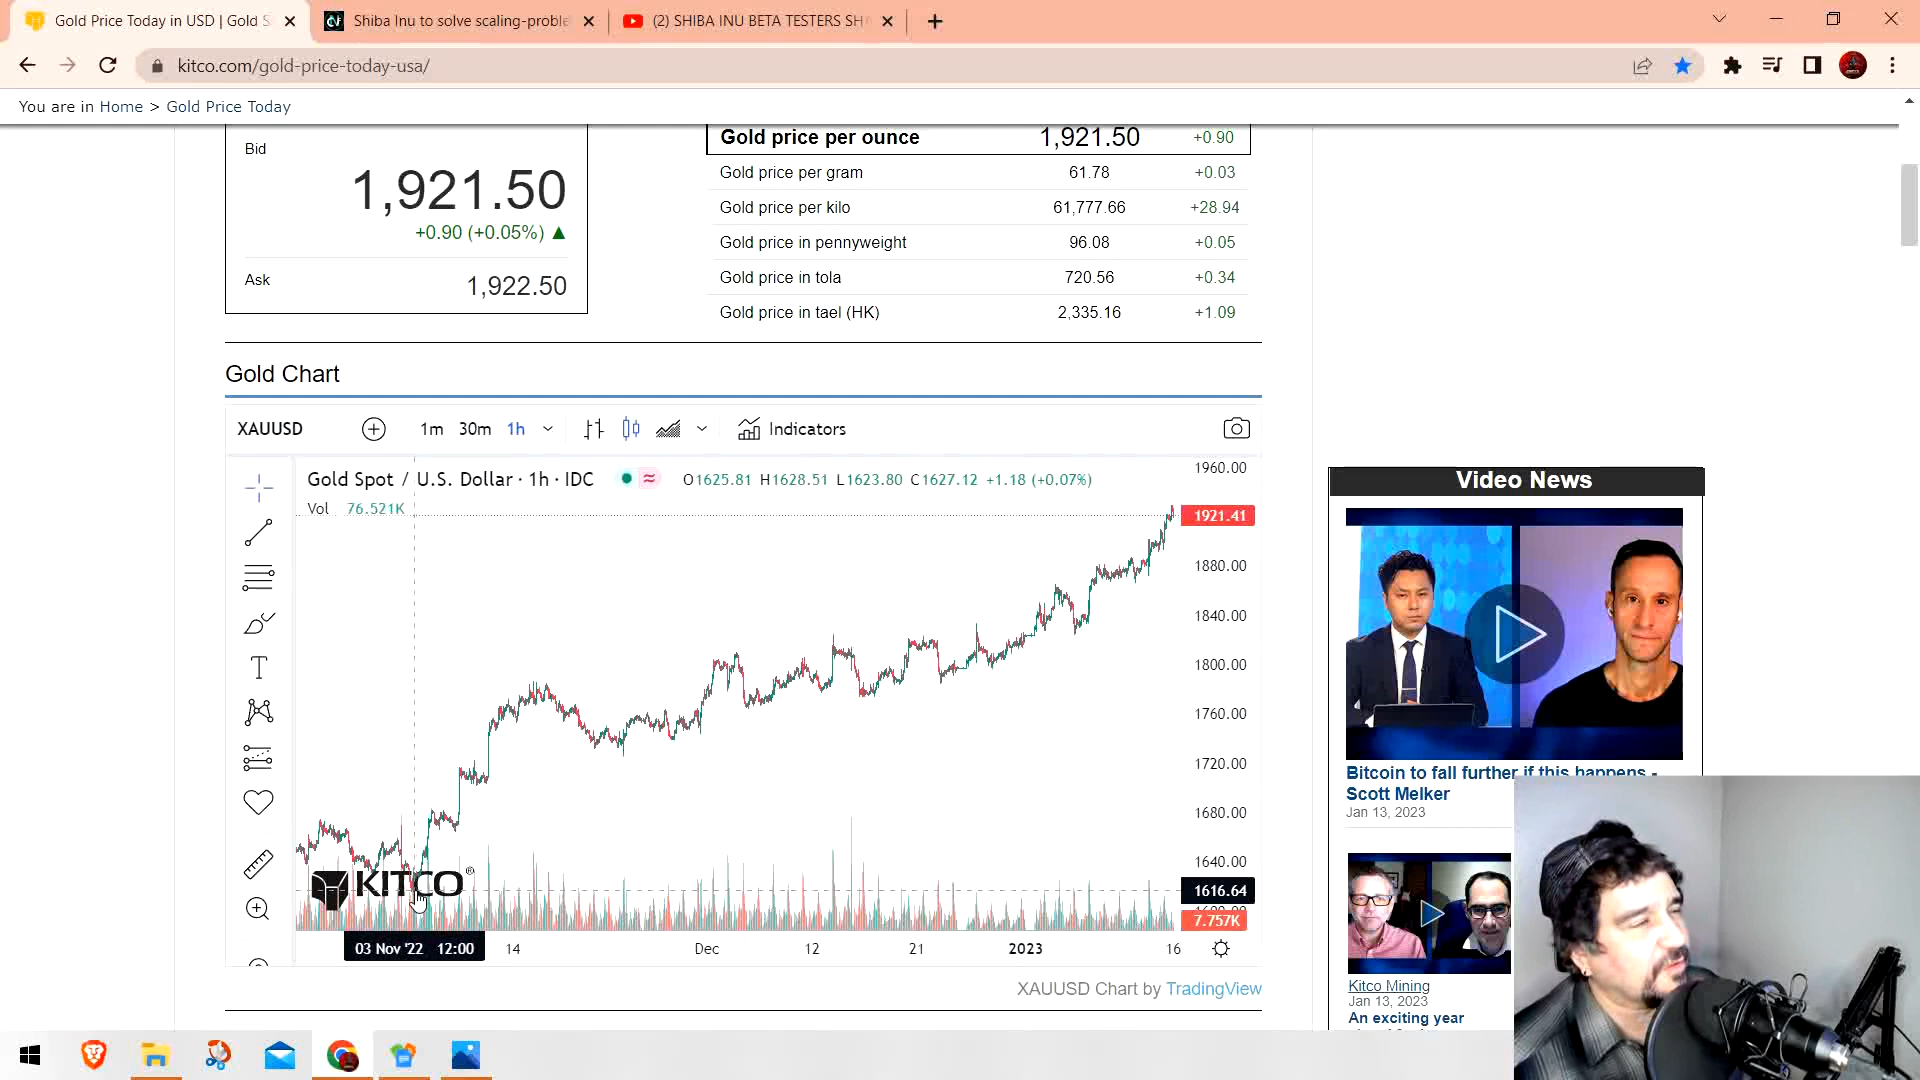 Gold Price Today in USD | Gold S
Shiba Inu to solve scaling-proble
(2) SHIBA INU BETA TESTERS SHA
kitco.com/gold-price-today-usa/
You are in Home > Gold Price Today
Bid
1,921.50
+0.90 (+0.05%) ▲
Ask
1,922.50
Gold price per ounce 1,921.50 +0.90
Gold price per gram 61.78 +0.03
Gold price per kilo 61,777.66 +28.94
Gold price in pennyweight 96.08 +0.05
Gold price in tola 720.56 +0.34
Gold price in tael (HK) 2,335.16 +1.09
Gold Chart
XAUUSD 1m 30m 1h Indicators
Gold Spot / U.S. Dollar · 1h · IDC O1625.81 H1628.51 L1623.80 C1627.12 +1.18 (+0.07%)
Vol 76.521K
1960.00
1921.41
1880.00
1840.00
1800.00
1760.00
1720.00
1680.00
1640.00
1616.64
7.757K
KITCO®
03 Nov '22 12:00 14 Dec 12 21 2023 16
XAUUSD Chart by TradingView
Video News
Bitcoin to fall further if this happens -
Scott Melker
Jan 13, 2023
Kitco Mining
Jan 13, 2023
An exciting year